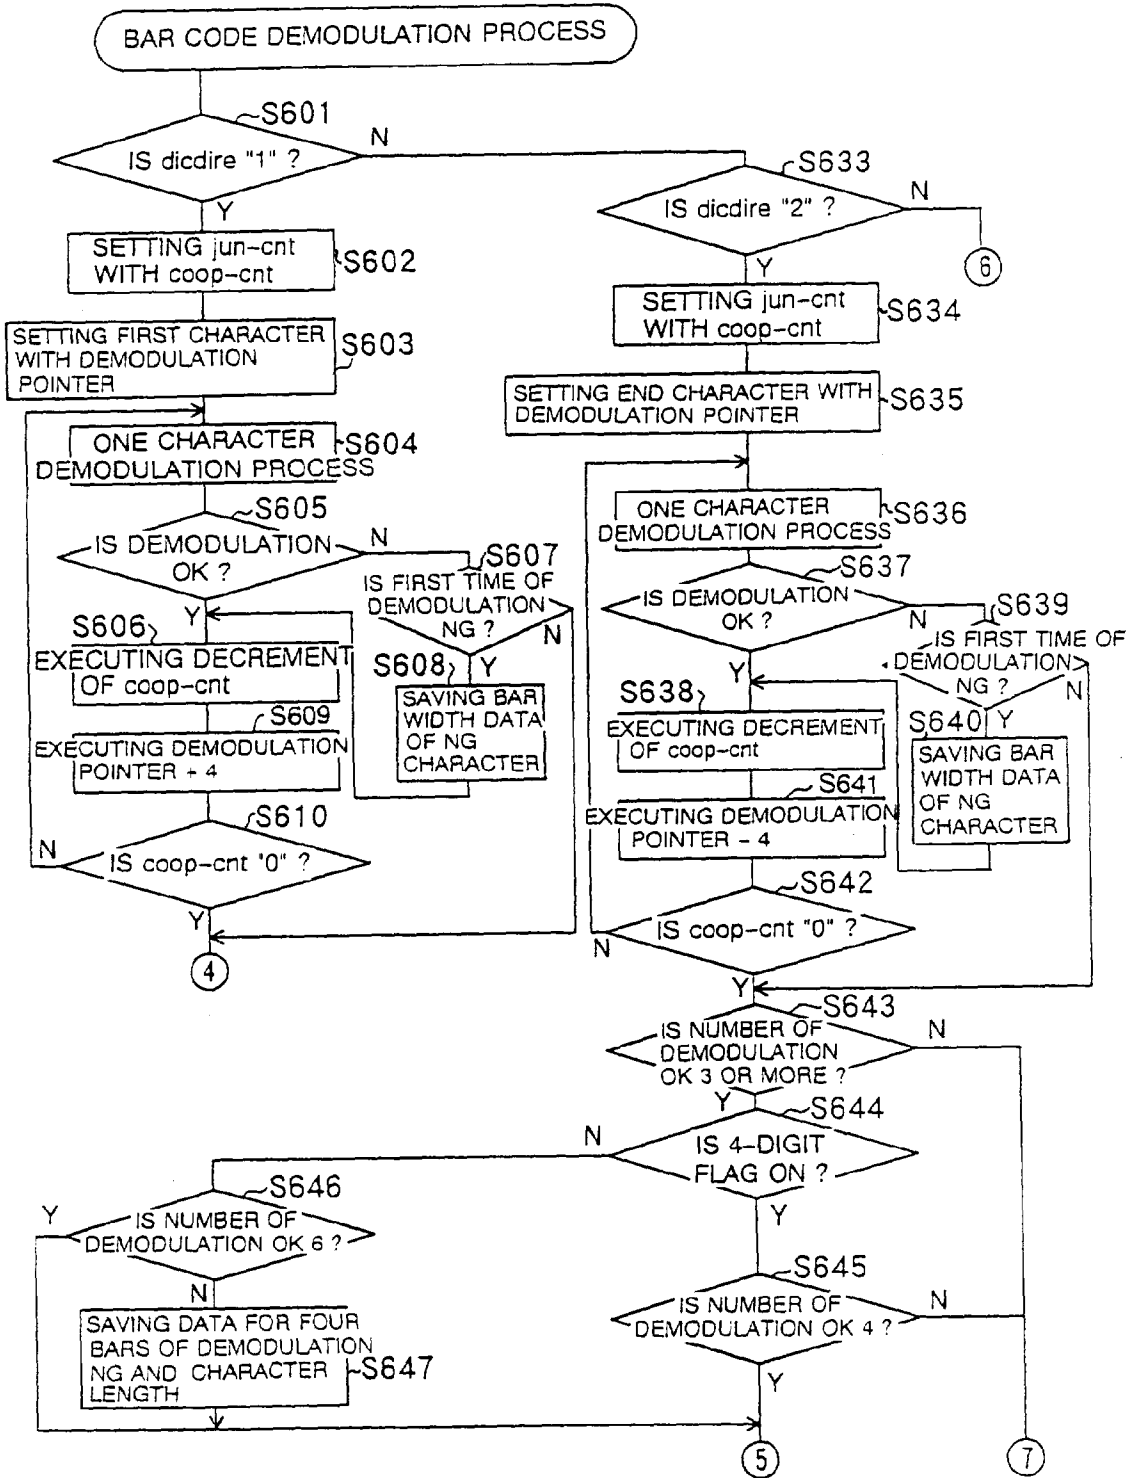 BAR CODE DEMODULATION PROCESS
S601
IS dicdire "1" ?
N
Y
SETTING jun-cnt
WITH coop-cnt
S602
SETTING FIRST CHARACTER
WITH DEMODULATION
POINTER
S603
ONE CHARACTER
DEMODULATION PROCESS
S604
S605
IS DEMODULATION
OK ?
N
Y
S607
IS FIRST TIME OF
DEMODULATION
NG ?
N
Y
S606
EXECUTING DECREMENT
OF coop-cnt
S608
SAVING BAR
WIDTH DATA
OF NG
CHARACTER
S609
EXECUTING DEMODULATION
POINTER + 4
S610
IS coop-cnt "0" ?
N
Y
4
S633
IS dicdire "2" ?
N
Y
6
SETTING jun-cnt
WITH coop-cnt
S634
SETTING END CHARACTER WITH
DEMODULATION POINTER
S635
ONE CHARACTER
DEMODULATION PROCESS
S636
S637
IS DEMODULATION
OK ?
N
Y
S639
IS FIRST TIME OF
DEMODULATION
NG ?
N
Y
S638
EXECUTING DECREMENT
OF coop-cnt
S640
SAVING BAR
WIDTH DATA
OF NG
CHARACTER
S641
EXECUTING DEMODULATION
POINTER - 4
S642
IS coop-cnt "0" ?
N
Y
S643
IS NUMBER OF
DEMODULATION
OK 3 OR MORE ?
N
Y
S644
IS 4-DIGIT
FLAG ON ?
N
Y
S646
IS NUMBER OF
DEMODULATION OK 6 ?
Y
N
SAVING DATA FOR FOUR
BARS OF DEMODULATION
NG AND CHARACTER
LENGTH
S647
S645
IS NUMBER OF
DEMODULATION OK 4 ?
N
Y
5
7